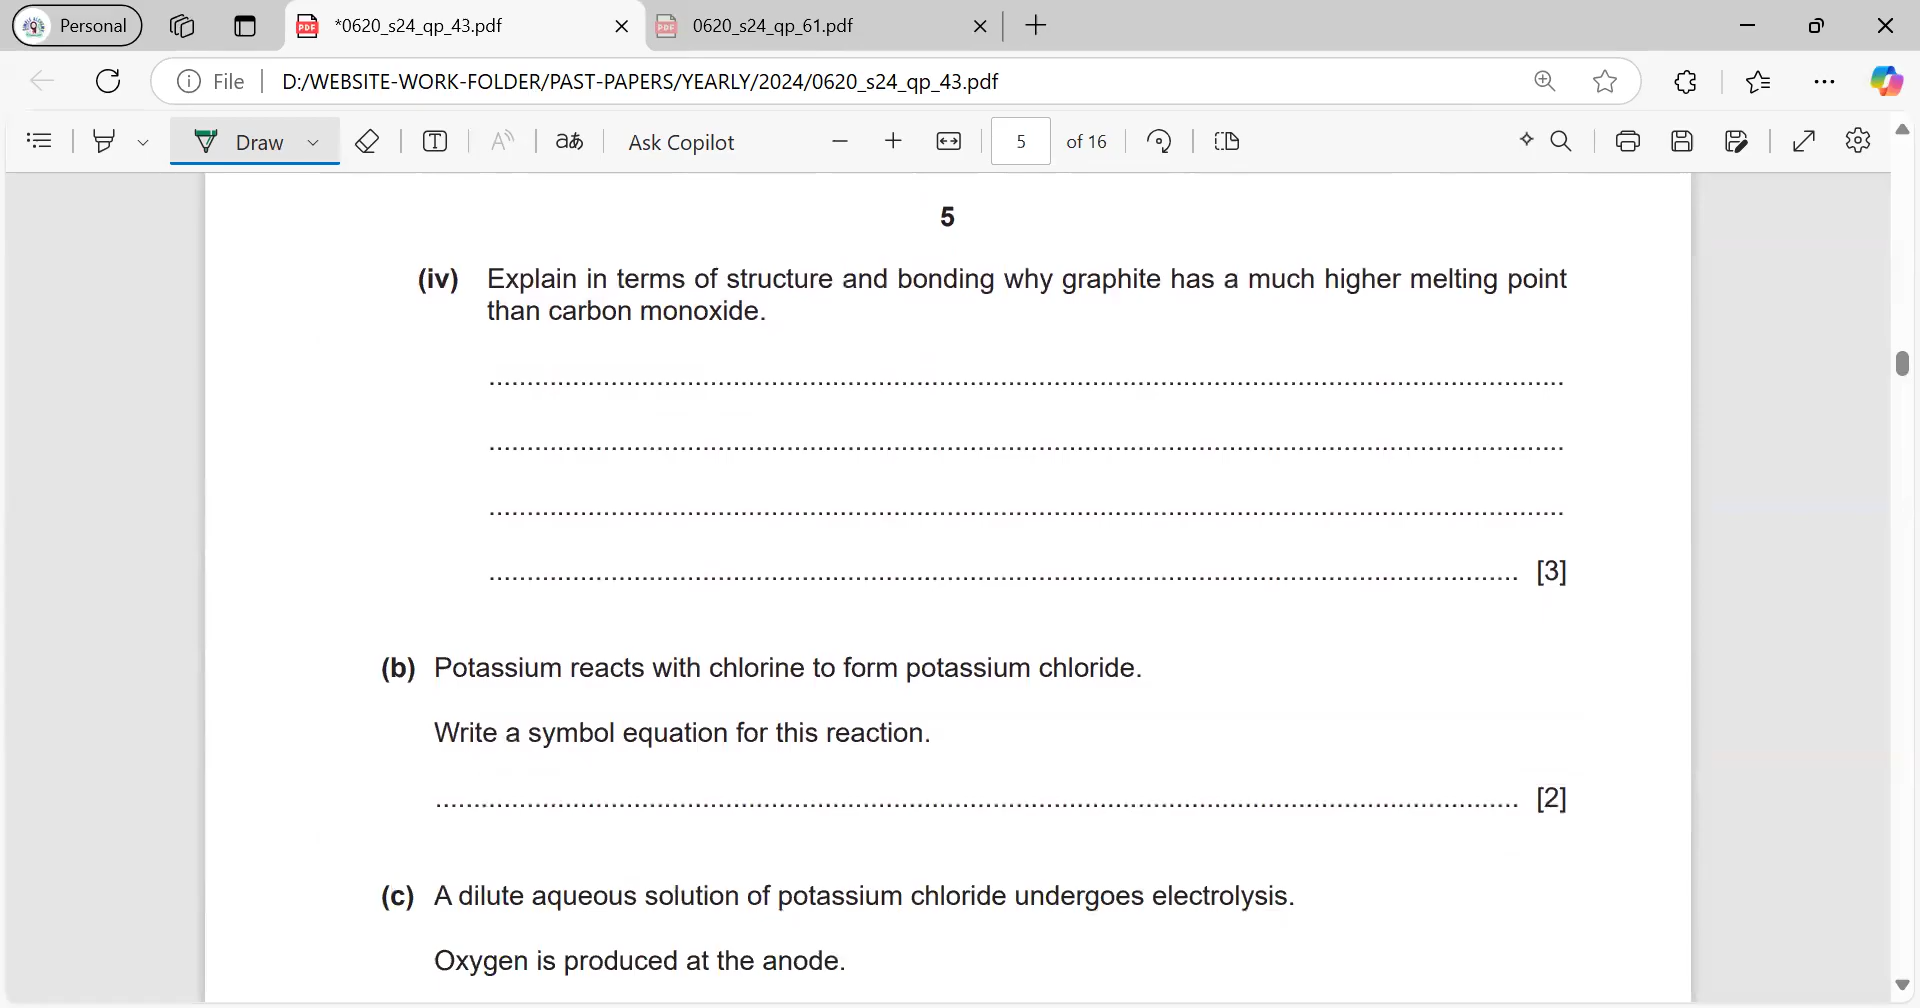 Personal
*0620_s24_qp_43.pdf
0620_s24_qp_61.pdf
File
D:/WEBSITE-WORK-FOLDER/PAST-PAPERS/YEARLY/2024/0620_s24_qp_43.pdf
Draw
T
A
aあ
Ask Copilot
5 of 16
5
(iv) Explain in terms of structure and bonding why graphite has a much higher melting point
than carbon monoxide.
....................................................................................................
....................................................................................................
....................................................................................................
.................................................................................................... [3]
(b) Potassium reacts with chlorine to form potassium chloride.
Write a symbol equation for this reaction.
.................................................................................................... [2]
(c) A dilute aqueous solution of potassium chloride undergoes electrolysis.
Oxygen is produced at the anode.